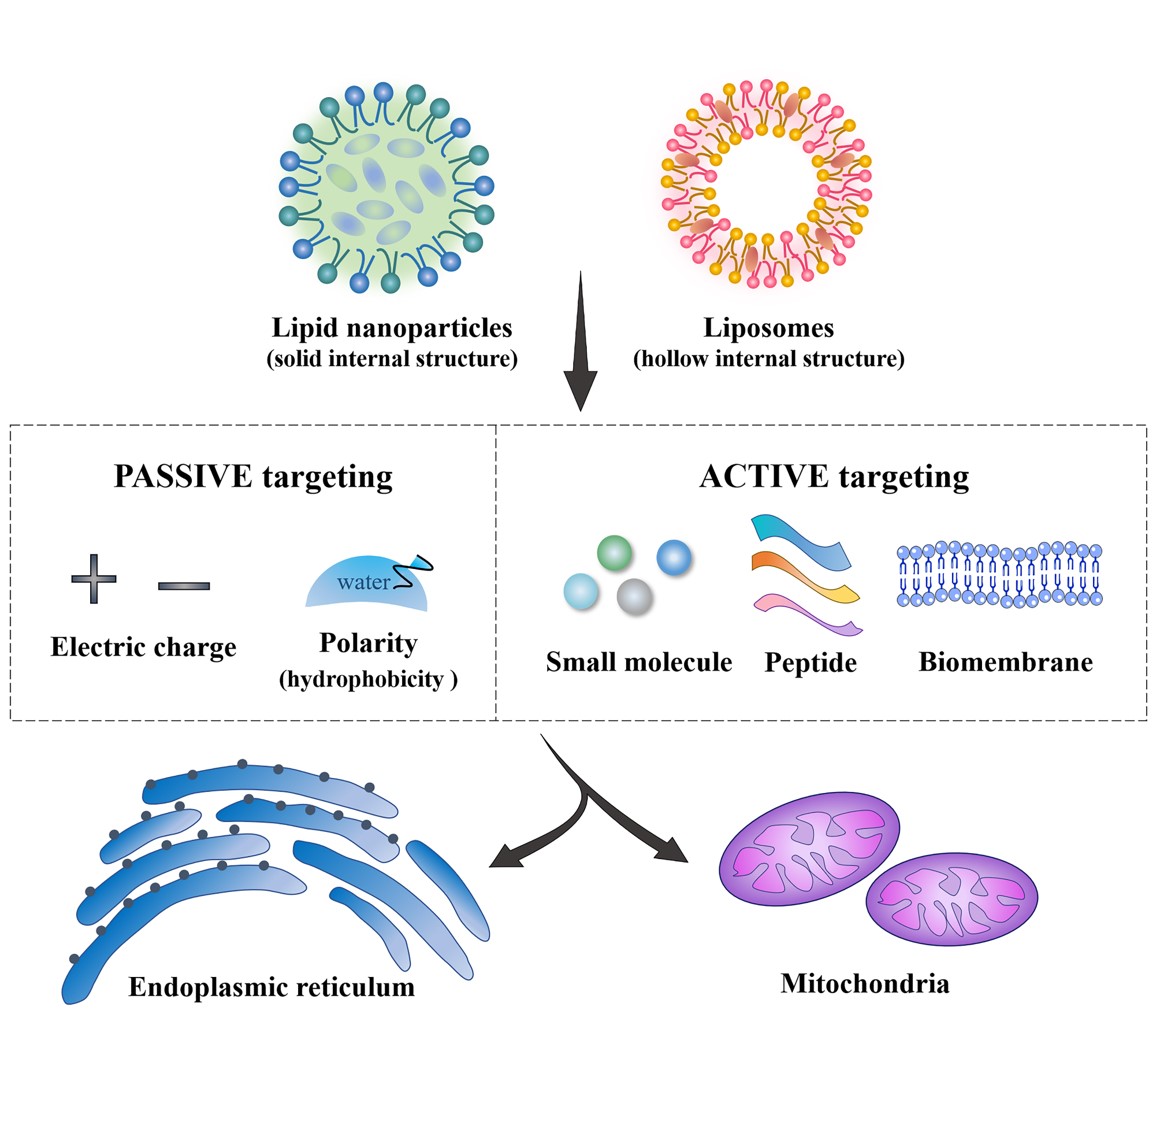 Lipid nanoparticles
(solid internal structure)
Liposomes
(hollow internal structure)
PASSIVE targeting
ACTIVE targeting
water
Electric charge
Polarity
(hydrophobicity )
Small molecule
Peptide
Biomembrane
Endoplasmic reticulum
Mitochondria